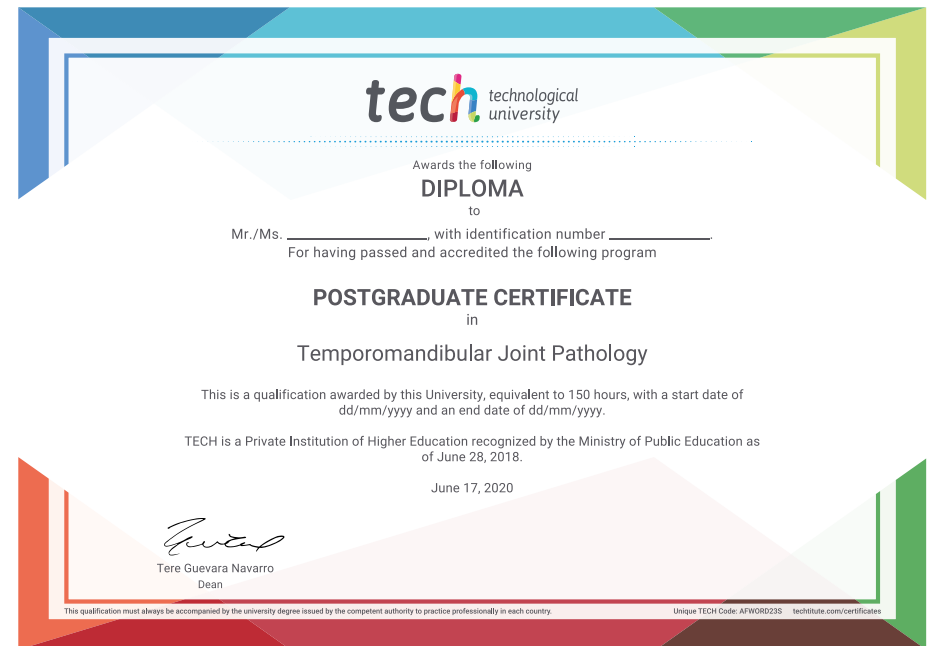 tech technological
university
Awards the following
DIPLOMA
to
Mr./Ms. ____________________, with identification number ______________.
For having passed and accredited the following program
POSTGRADUATE CERTIFICATE
in
Temporomandibular Joint Pathology
This is a qualification awarded by this University, equivalent to 150 hours, with a start date of
dd/mm/yyyy and an end date of dd/mm/yyyy.
TECH is a Private Institution of Higher Education recognized by the Ministry of Public Education as
of June 28, 2018.
June 17, 2020
Tere Guevara Navarro
Dean
This qualification must always be accompanied by the university degree issued by the competent authority to practice professionally in each country. Unique TECH Code: AFWORD23S techtitute.com/certificates